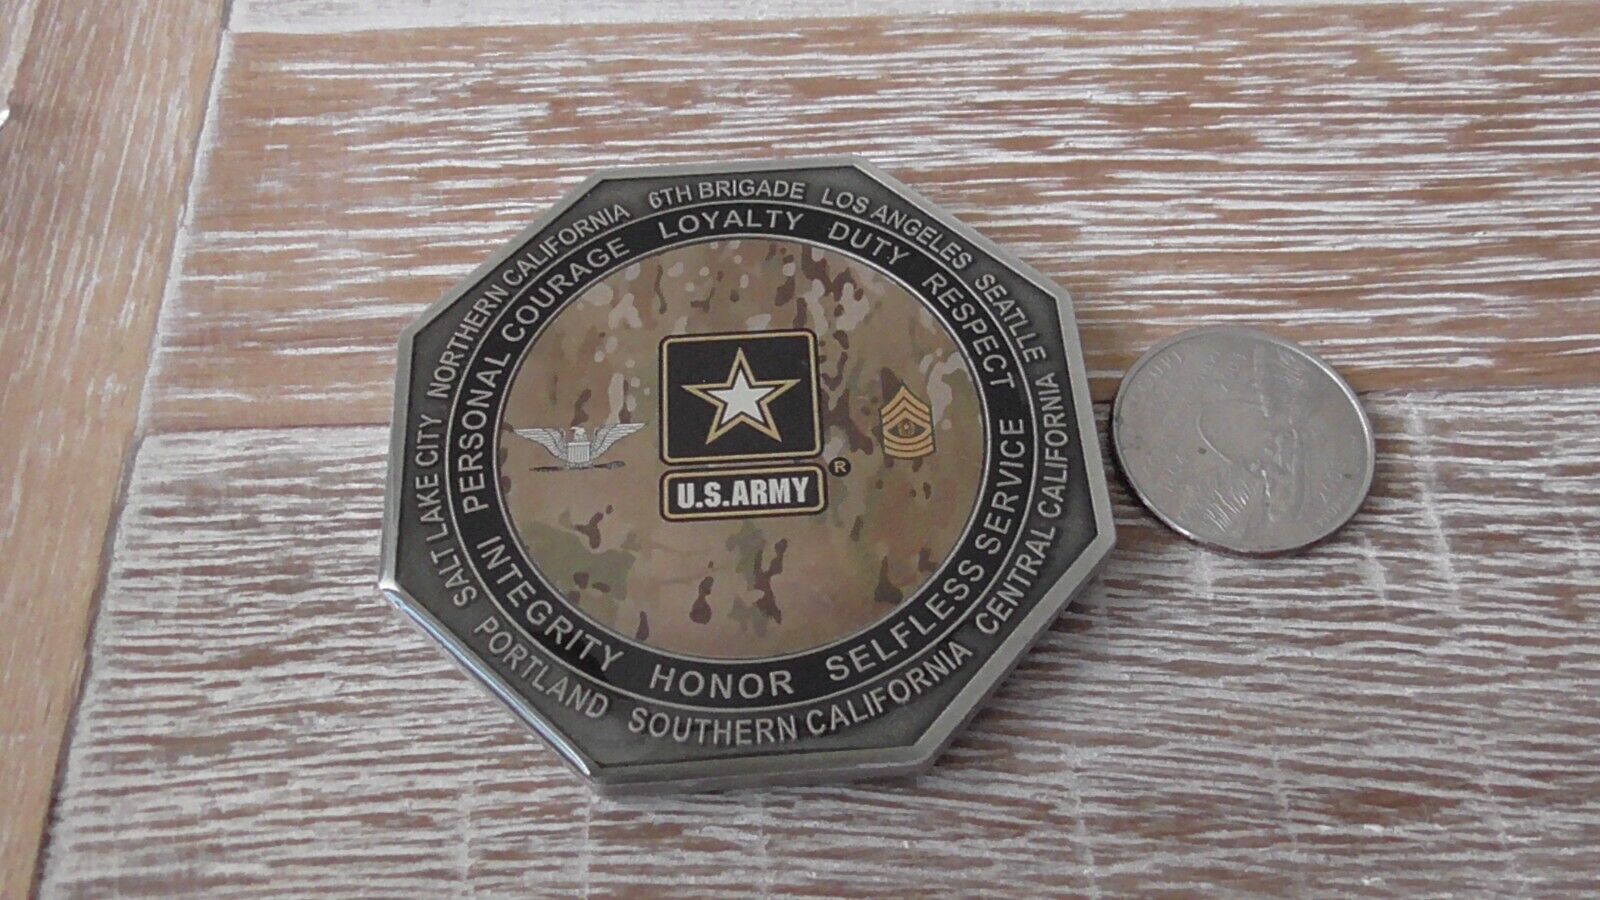 6TH BRIGADE LOS ANGELES SEATLLE CENTRAL CALIFORNIA SOUTHERN CALIFORNIA PORTLAND SALT LAKE CITY NORTHERN CALIFORNIA
LOYALTY DUTY RESPECT SELFLESS SERVICE HONOR INTEGRITY PERSONAL COURAGE
U.S.ARMY ®